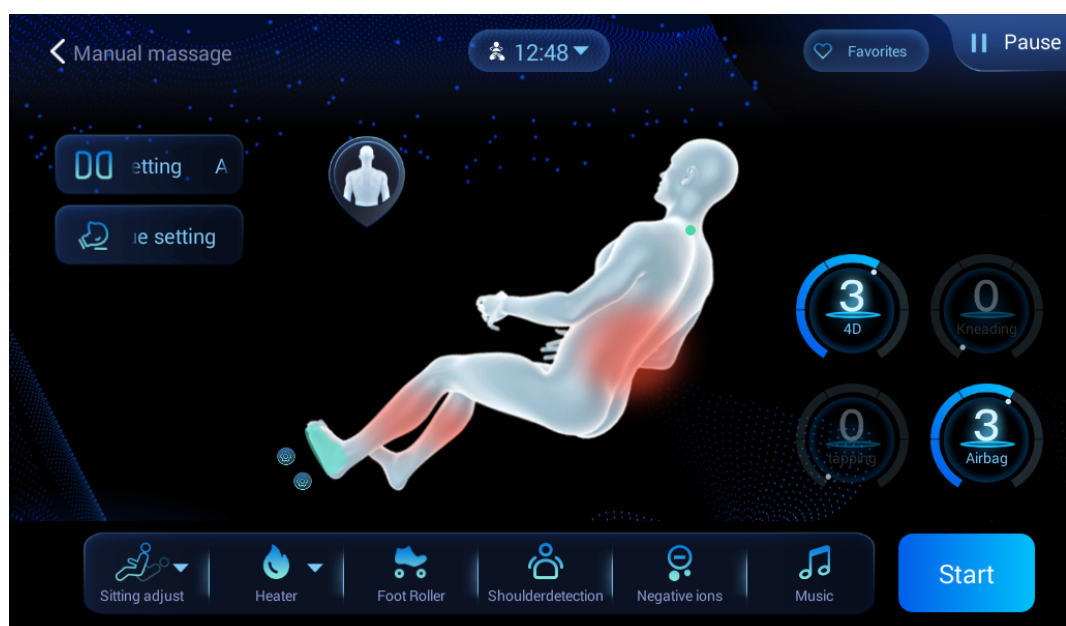 Manual massage
12:48
Favorites
Pause
etting A
e setting
3
4D
0
Kneading
0
tapping
3
Airbag
Sitting adjust
Heater
Foot Roller
Shoulderdetection
Negative ions
Music
Start